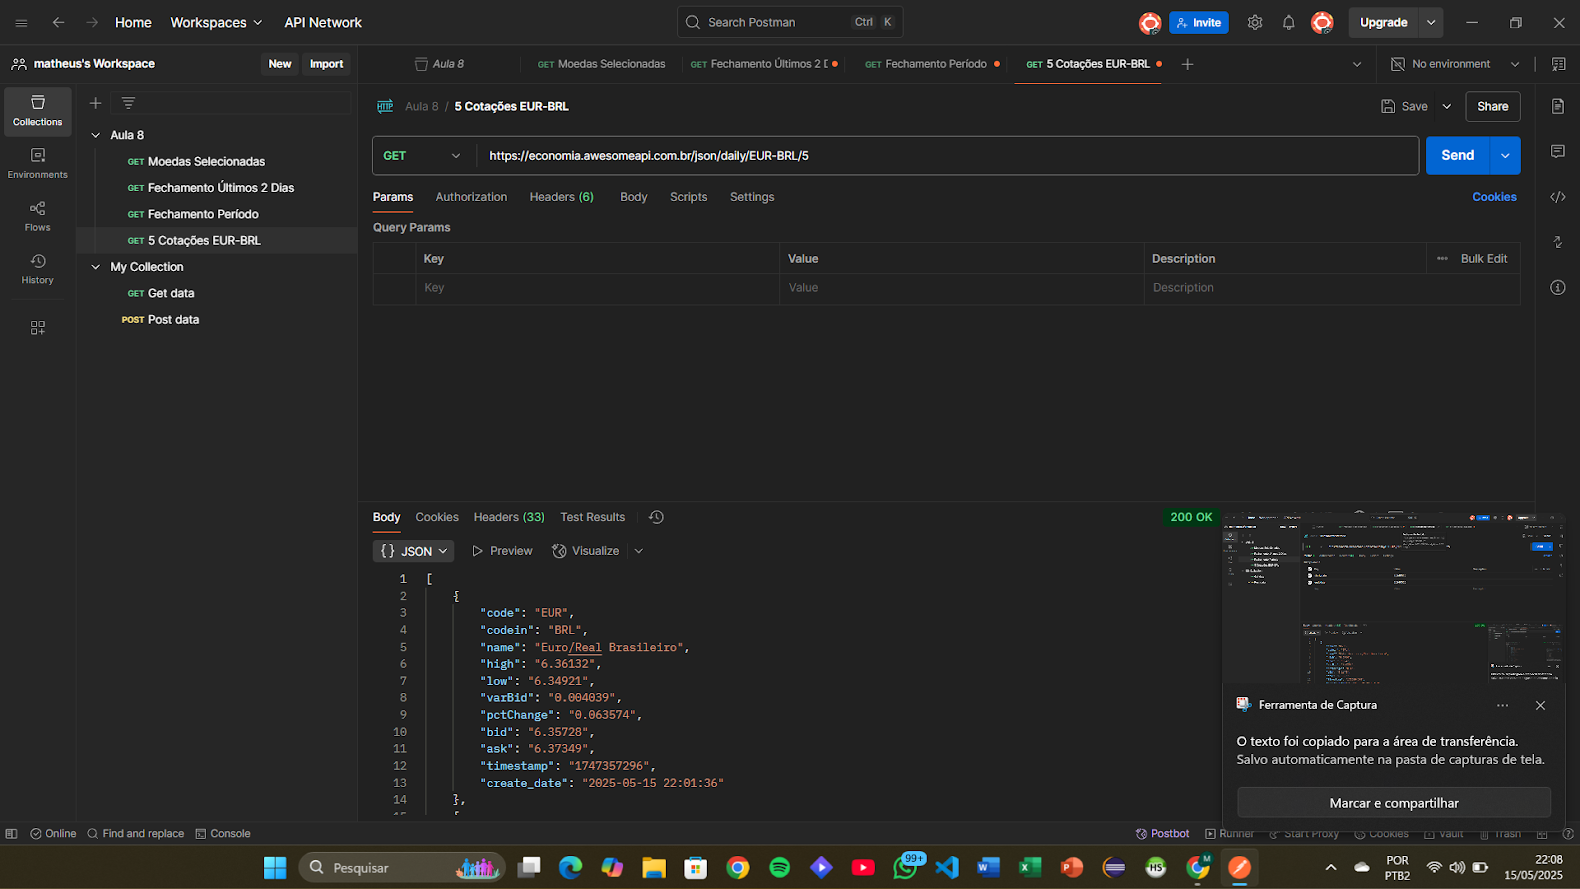 Home
Workspaces
API Network
Search Postman
Ctrl K
Invite
Upgrade
matheus's Workspace
New
Import
Aula 8
GET Moedas Selecionadas
GET Fechamento Últimos 2 D
GET Fechamento Período
GET 5 Cotações EUR-BRL
No environment
Collections
Environments
Flows
History
Aula 8
GET Moedas Selecionadas
GET Fechamento Últimos 2 Dias
GET Fechamento Período
GET 5 Cotações EUR-BRL
My Collection
GET Get data
POST Post data
HTTP Aula 8 / 5 Cotações EUR-BRL
Save
Share
GET
https://economia.awesomeapi.com.br/json/daily/EUR-BRL/5
Send
Params Authorization Headers (6) Body Scripts Settings
Cookies
Query Params
Key Value Description Bulk Edit
Key Value Description
Body Cookies Headers (33) Test Results
200 OK
{} JSON Preview Visualize
1 [
2 {
3 "code": "EUR",
4 "codein": "BRL",
5 "name": "Euro/Real Brasileiro",
6 "high": "6.36132",
7 "low": "6.34921",
8 "varBid": "0.004039",
9 "pctChange": "0.063574",
10 "bid": "6.35728",
11 "ask": "6.37349",
12 "timestamp": "1747357296",
13 "create_date": "2025-05-15 22:01:36"
14 },
Ferramenta de Captura
O texto foi copiado para a área de transferência.
Salvo automaticamente na pasta de capturas de tela.
Marcar e compartilhar
Online Find and replace Console
Postbot Runner Start Proxy Cookies Vault Trash
Pesquisar
99+
HS
M
POR
PTB2
22:08
15/05/2025